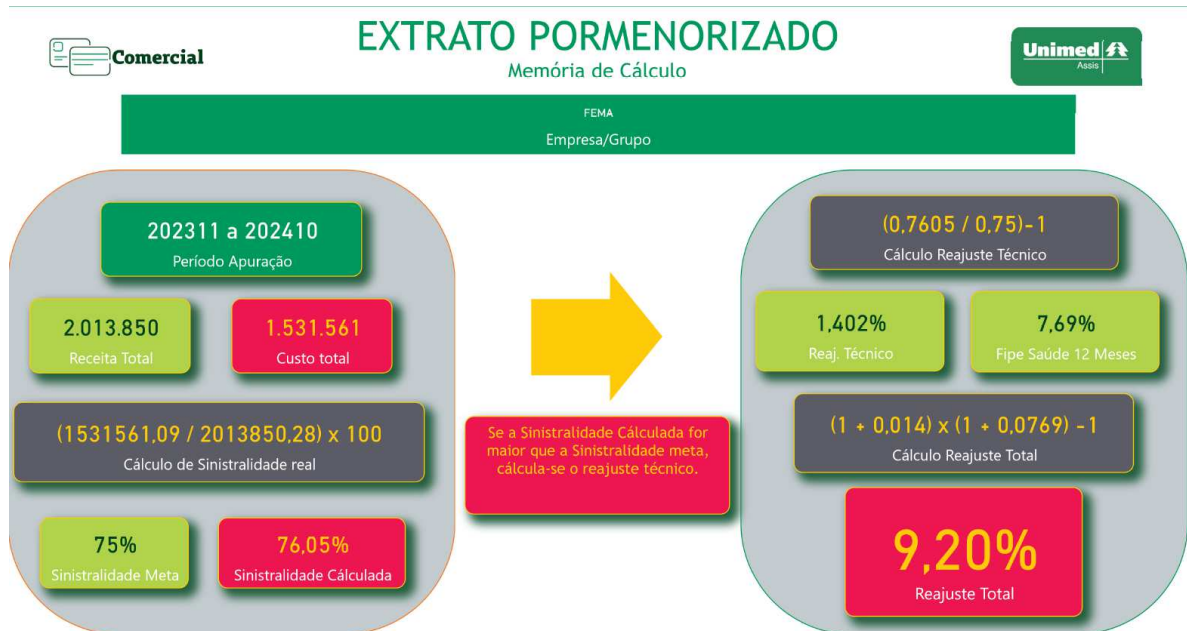 Comercial
EXTRATO PORMENORIZADO
Memória de Cálculo
Unimed
Assis
FEMA
Empresa/Grupo
202311 a 202410
Período Apuração
2.013.850
Receita Total
1.531.561
Custo total
(1531561,09 / 2013850,28) x 100
Cálculo de Sinistralidade real
75%
Sinistralidade Meta
76,05%
Sinistralidade Cálculada
Se a Sinistralidade Cálculada for
maior que a Sinistralidade meta,
cálcula-se o reajuste técnico.
(0,7605 / 0,75)-1
Cálculo Reajuste Técnico
1,402%
Reaj. Técnico
7,69%
Fipe Saúde 12 Meses
(1 + 0,014) x (1 + 0,0769) -1
Cálculo Reajuste Total
9,20%
Reajuste Total